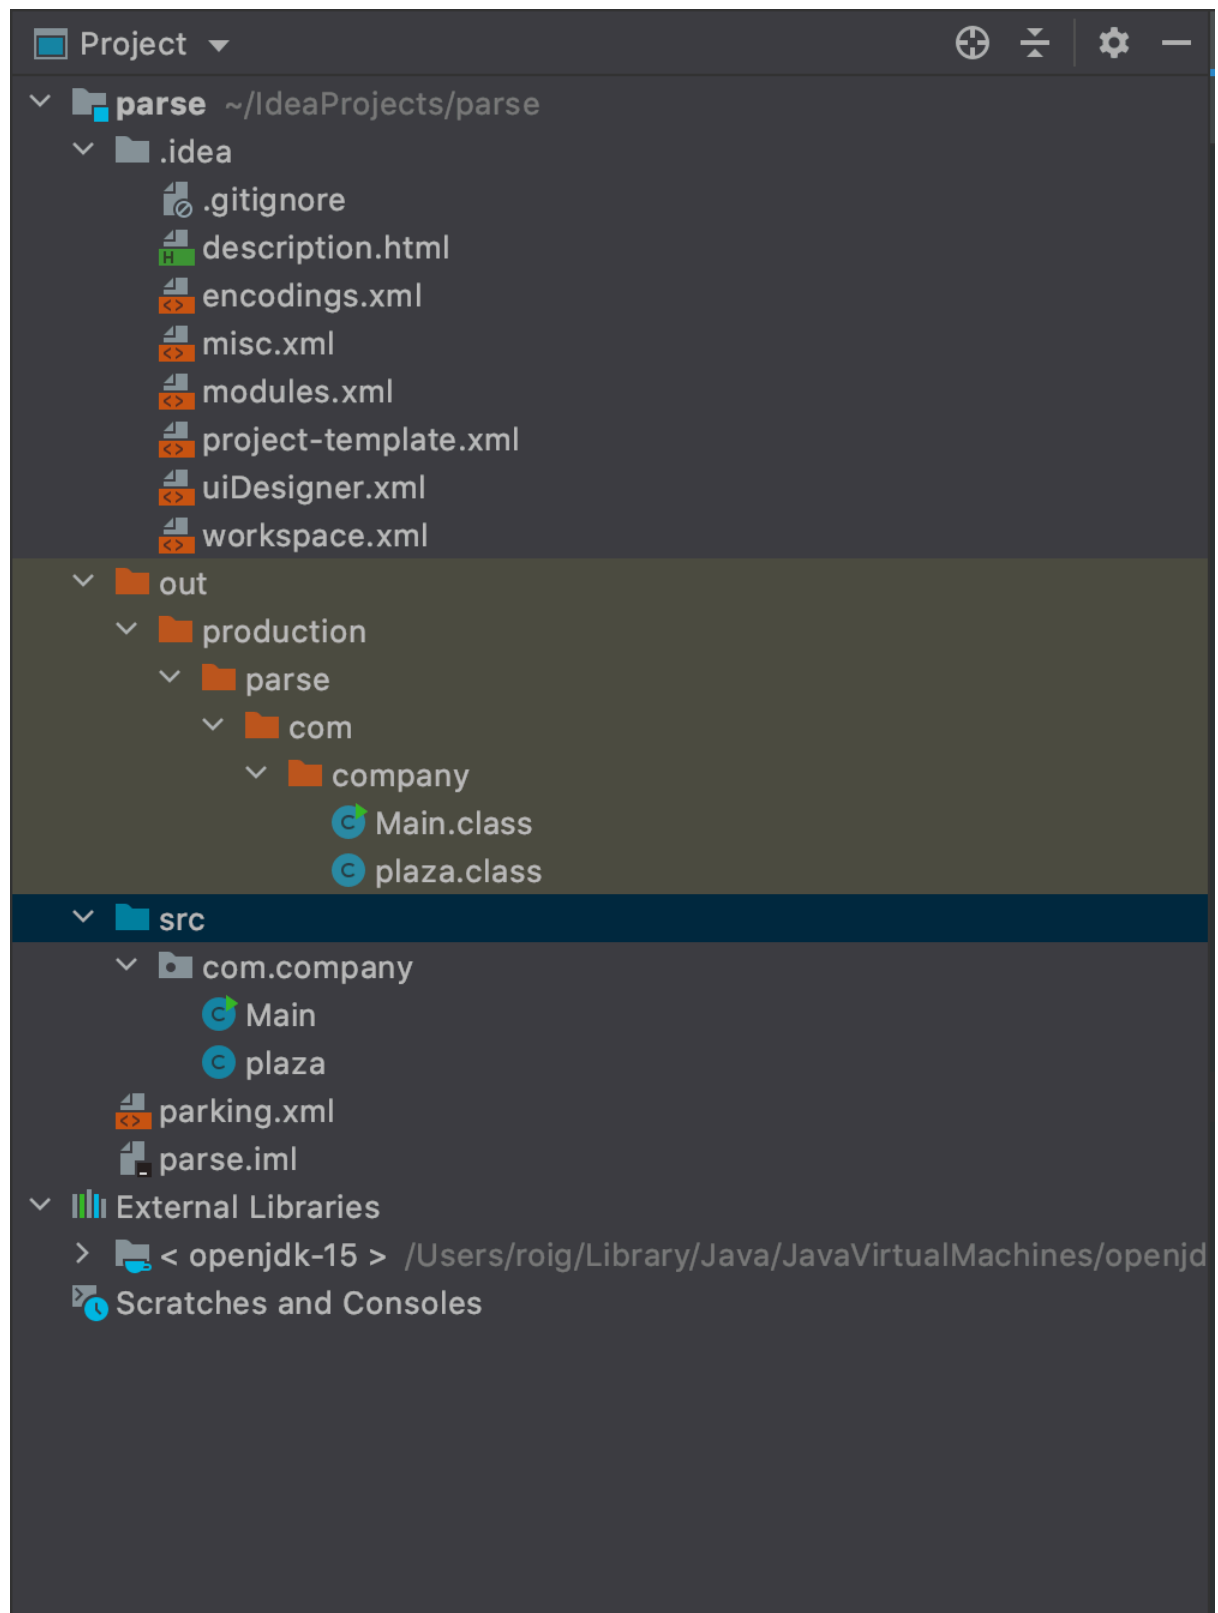 Project
parse ~/IdeaProjects/parse
.idea
.gitignore
description.html
encodings.xml
misc.xml
modules.xml
project-template.xml
uiDesigner.xml
workspace.xml
out
production
parse
com
company
Main.class
plaza.class
src
com.company
Main
plaza
parking.xml
parse.iml
External Libraries
< openjdk-15 > /Users/roig/Library/Java/JavaVirtualMachines/openjd
Scratches and Consoles